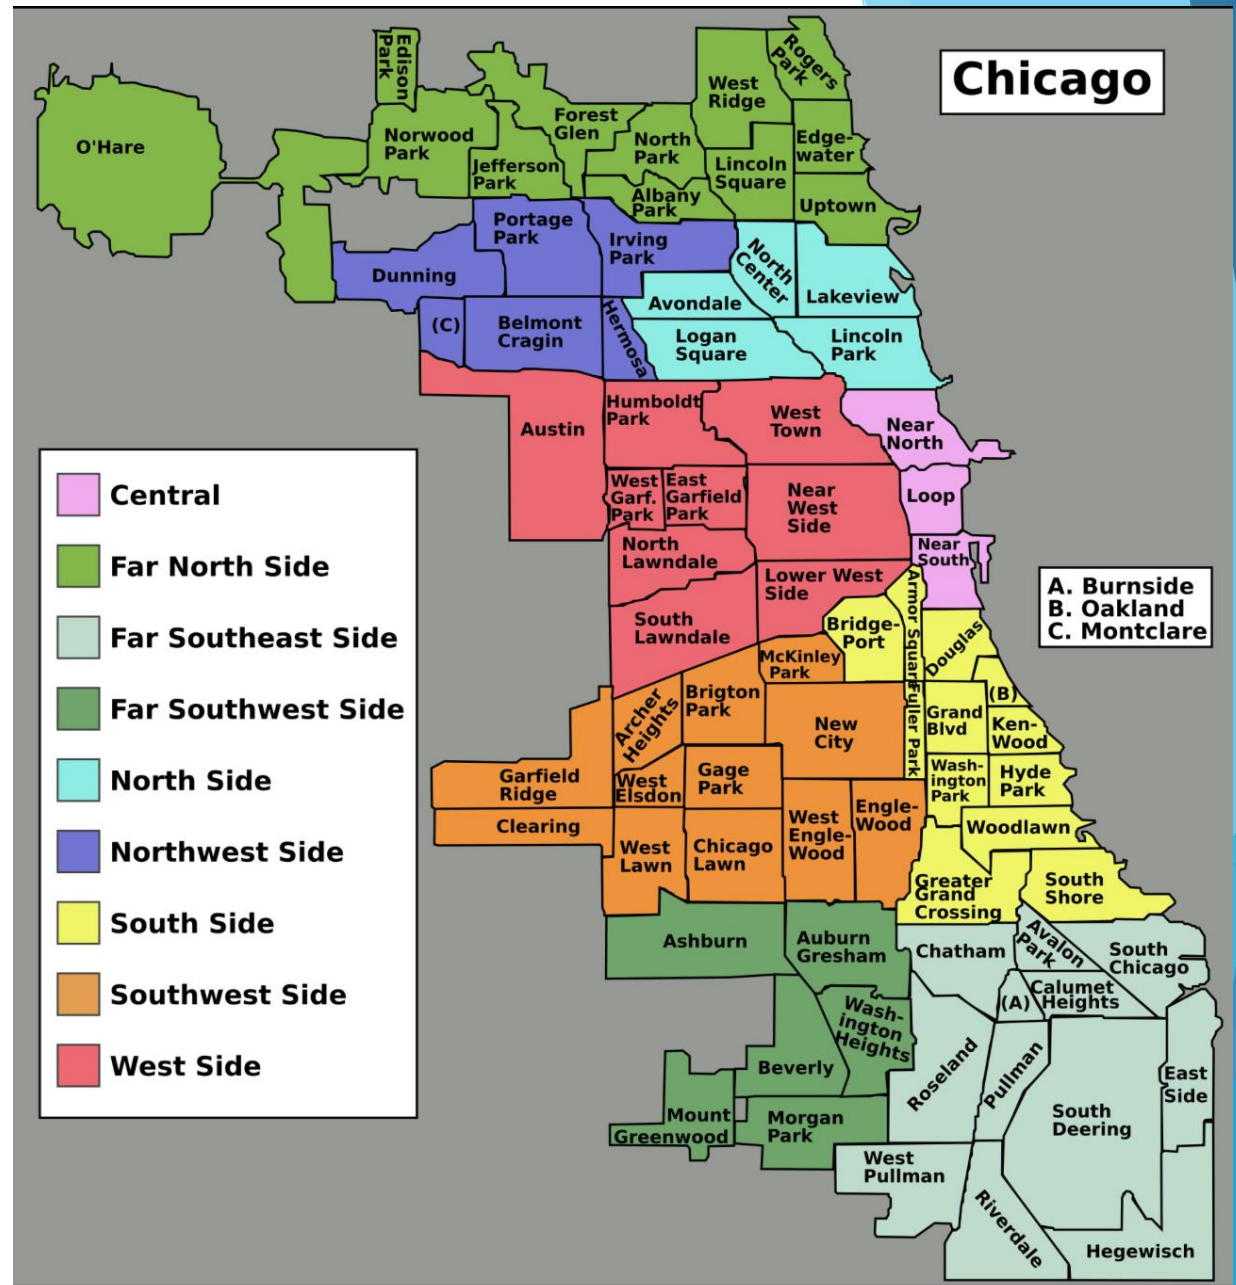 Chicago
Edison
Park
Rogers
Park
West
Ridge
O'Hare
Norwood
Park
Forest
Glen
North
Park
Edge-
water
Jefferson
Park
Lincoln
Square
Albany
Park
Uptown
Portage
Park
Irving
Park
North
Center
Dunning
Avondale
Lakeview
(C)
Belmont
Cragin
Hermosa
Logan
Square
Lincoln
Park
Austin
Humboldt
Park
West
Town
Near
North
West
Garf.
Park
East
Garfield
Park
Near
West
Side
Loop
North
Lawndale
Near
South
Lower West
Side
South
Lawndale
Armor Square
Bridge-
Port
Douglas
McKinley
Park
Archer
Heights
Brigton
Park
New
City
Fuller Park
Grand
Blvd
(B)
Ken-
Wood
Garfield
Ridge
West
Elsdon
Gage
Park
Wash-
ington
Park
Hyde
Park
Clearing
West
Lawn
Chicago
Lawn
West
Engle-
Wood
Engle-
Wood
Woodlawn
Greater
Grand
Crossing
South
Shore
Ashburn
Auburn
Gresham
Chatham
Avalon
Park
South
Chicago
Wash-
ington
Heights
(A)
Calumet
Heights
Beverly
Roseland
Pullman
East
Side
Mount
Greenwood
Morgan
Park
South
Deering
West
Pullman
Riverdale
Hegewisch
Central
Far North Side
Far Southeast Side
Far Southwest Side
North Side
Northwest Side
South Side
Southwest Side
West Side
A. Burnside
B. Oakland
C. Montclare